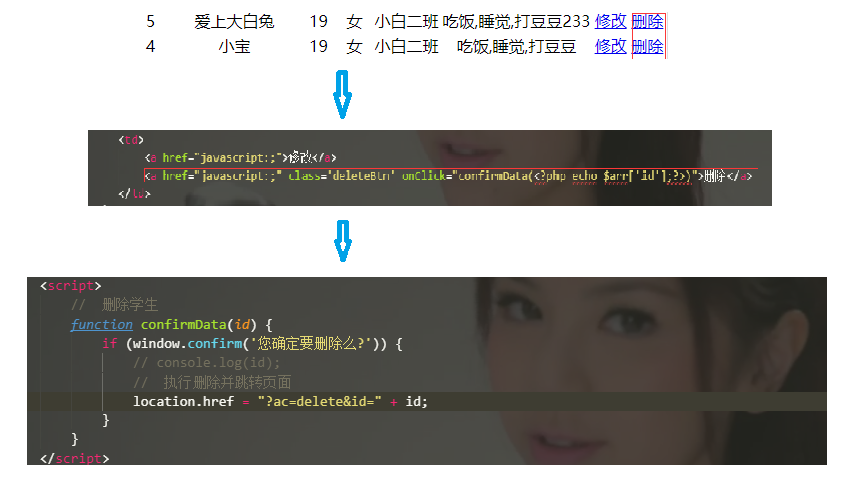 5 爱上大白兔 19 女 小白二班 吃饭,睡觉,打豆豆233 修改 删除
4 小宝 19 女 小白二班 吃饭,睡觉,打豆豆 修改 删除
<td>
<a href="javascript:;">修改</a>
<a href="javascript:;" class='deleteBtn' onClick="confirmData(<?php echo $arr['id'];?>)">删除</a>
</td>
<script>
// 删除学生
function confirmData(id) {
if (window.confirm('您确定要删除么?')) {
// console.log(id);
// 执行删除并跳转页面
location.href = "?ac=delete&id=" + id;
}
}
</script>